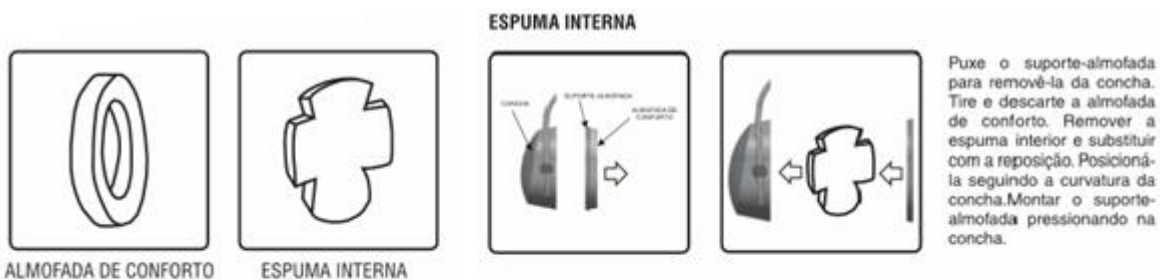 ESPUMA INTERNA
CONCHA
SUPORTE-ALMOFADA
ALMOFADA DE
CONFORTO
Puxe o suporte-almofada
para removê-la da concha.
Tire e descarte a almofada
de conforto. Remover a
espuma interior e substituir
com a reposição. Posicioná-
la seguindo a curvatura da
concha.Montar o suporte-
almofada pressionando na
concha.
ALMOFADA DE CONFORTO
ESPUMA INTERNA